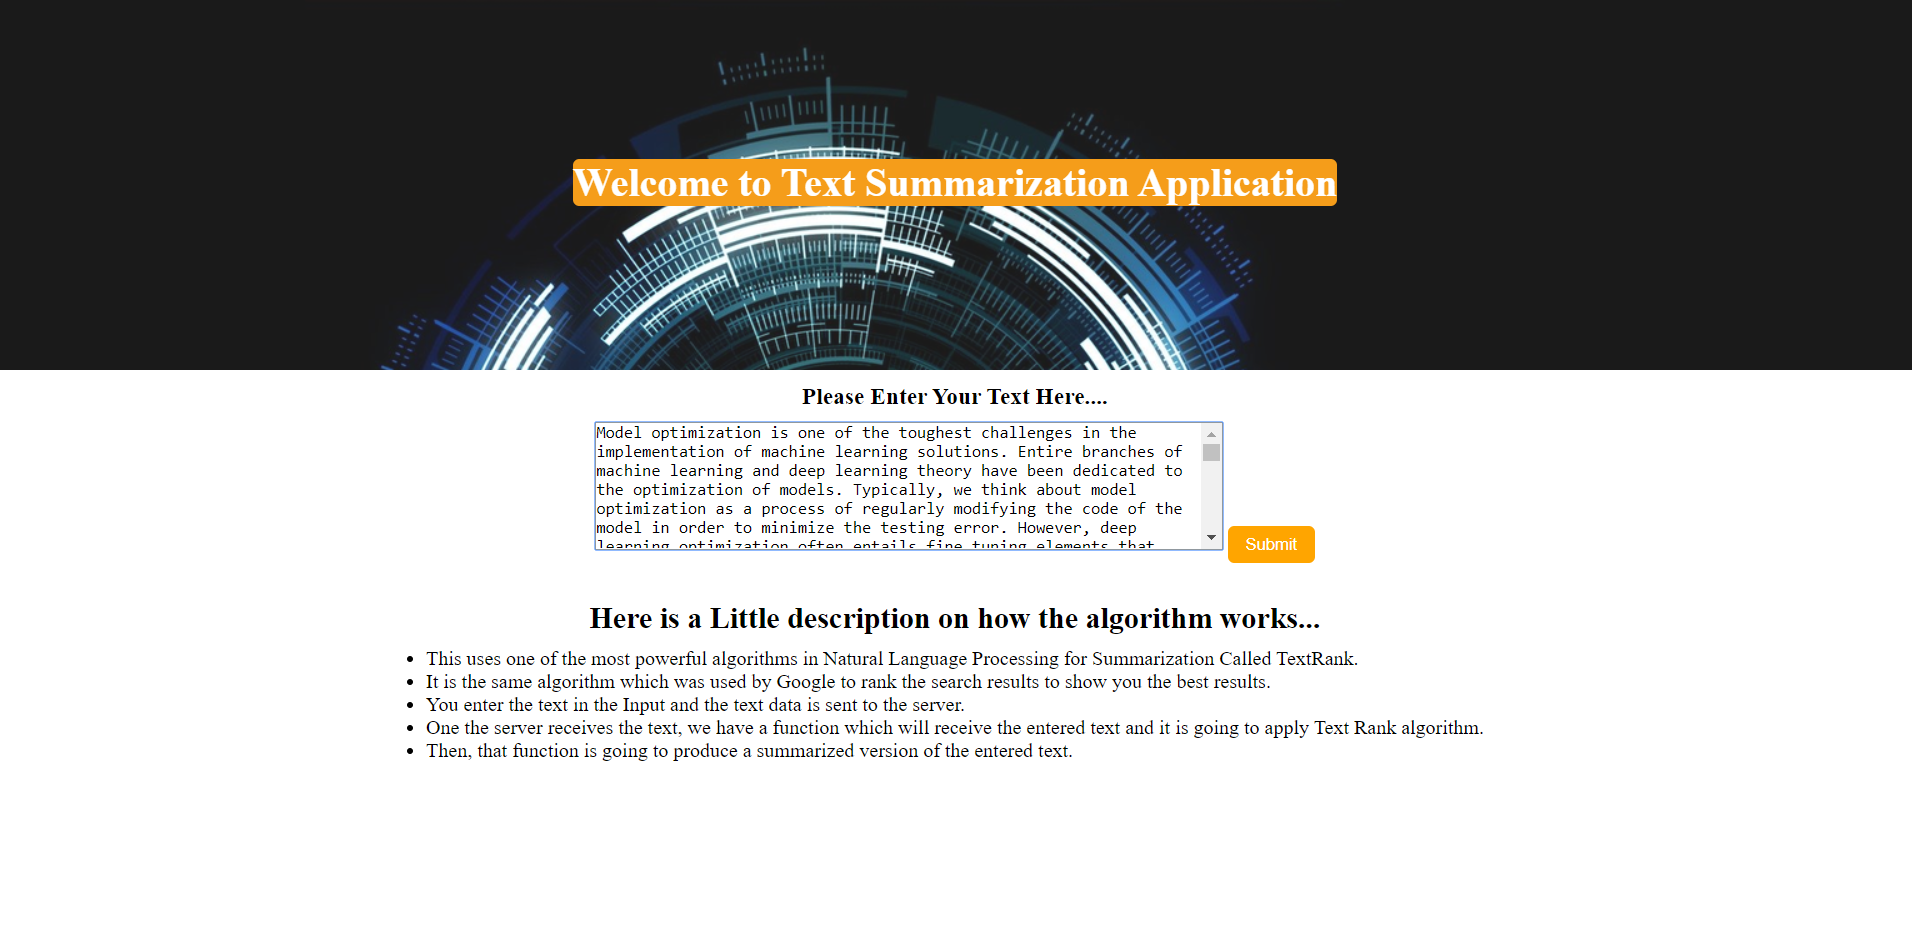 Welcome to Text Summarization Application
Please Enter Your Text Here....
Model optimization is one of the toughest challenges in the
implementation of machine learning solutions. Entire branches of
machine learning and deep learning theory have been dedicated to
the optimization of models. Typically, we think about model
optimization as a process of regularly modifying the code of the
model in order to minimize the testing error. However, deep
learning optimization often entails fine tuning elements that
Submit
Here is a Little description on how the algorithm works...
This uses one of the most powerful algorithms in Natural Language Processing for Summarization Called TextRank.
It is the same algorithm which was used by Google to rank the search results to show you the best results.
You enter the text in the Input and the text data is sent to the server.
One the server receives the text, we have a function which will receive the entered text and it is going to apply Text Rank algorithm.
Then, that function is going to produce a summarized version of the entered text.